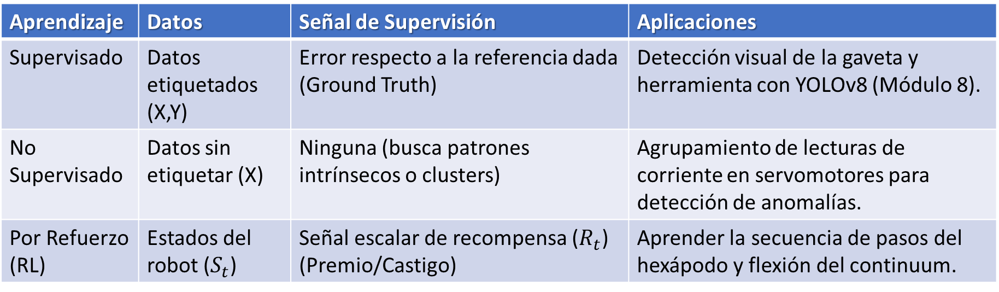 Aprendizaje Datos Señal de Supervisión Aplicaciones
Supervisado
Datos
etiquetados
(X,Y)
Error respecto a la referencia dada
(Ground Truth)
Detección visual de la gaveta y
herramienta con YOLOv8 (Módulo 8).
No
Supervisado
Datos sin
etiquetar (X)
Ninguna (busca patrones
intrínsecos o clusters)
Agrupamiento de lecturas de
corriente en servomotores para
detección de anomalías.
Por Refuerzo
(RL)
Estados del
robot (S_t)
Señal escalar de recompensa (R_t)
(Premio/Castigo)
Aprender la secuencia de pasos del
hexápodo y flexión del continuum.